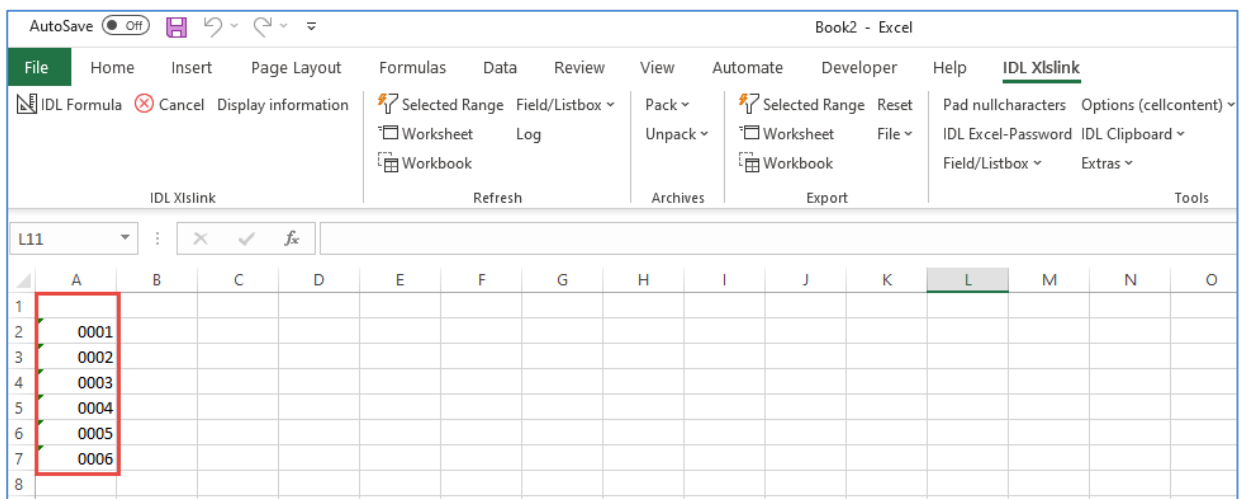 AutoSave Off Book2 - Excel
File Home Insert Page Layout Formulas Data Review View Automate Developer Help IDL Xlslink
IDL Formula Cancel Display information Selected Range Field/Listbox Pack Selected Range Reset Pad nullcharacters Options (cellcontent)
Worksheet Log Unpack Worksheet File IDL Excel-Password IDL Clipboard
Workbook Workbook Field/Listbox Extras
IDL Xlslink Refresh Archives Export Tools
L11 fx
A B C D E F G H I J K L M N O
1
2 0001
3 0002
4 0003
5 0004
6 0005
7 0006
8